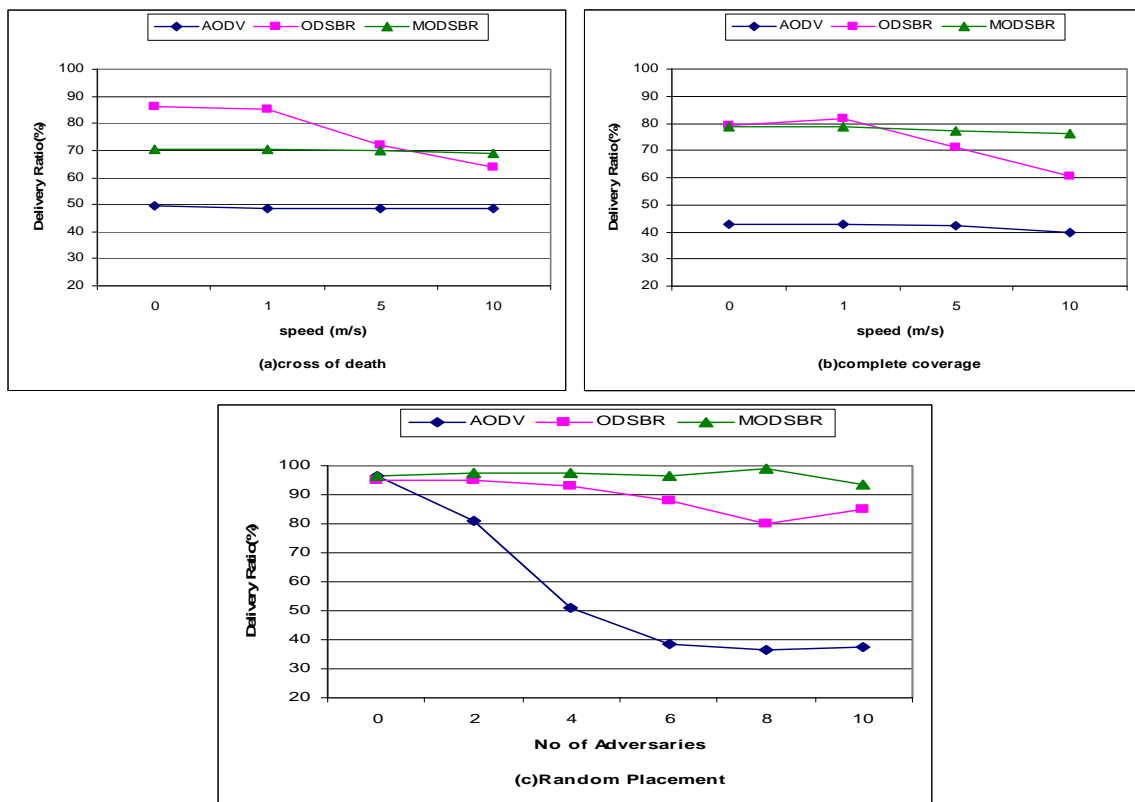 AODV ODSBR MODSBR
100
90
80
70
60
50
40
30
20
Delivery Ratio(%)
0 1 5 10
speed (m/s)
(a)cross of death
AODV ODSBR MODSBR
100
90
80
70
60
50
40
30
20
Delivery Ratio(%)
0 1 5 10
speed (m/s)
(b)complete coverage
AODV ODSBR MODSBR
100
90
80
70
60
50
40
30
20
Delivery Ratio(%)
0 2 4 6 8 10
No of Adversaries
(c)Random Placement